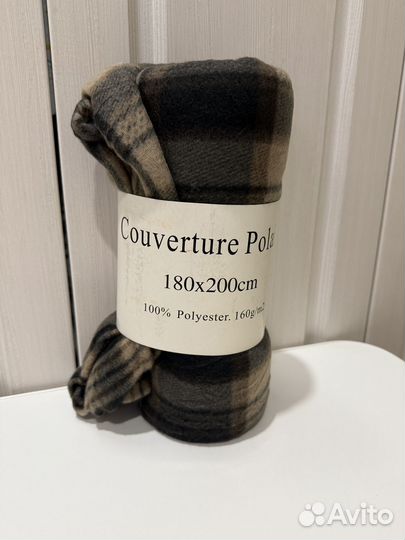 Couverture Pola
180x200cm
100% Polyester. 160g/m2
Avito